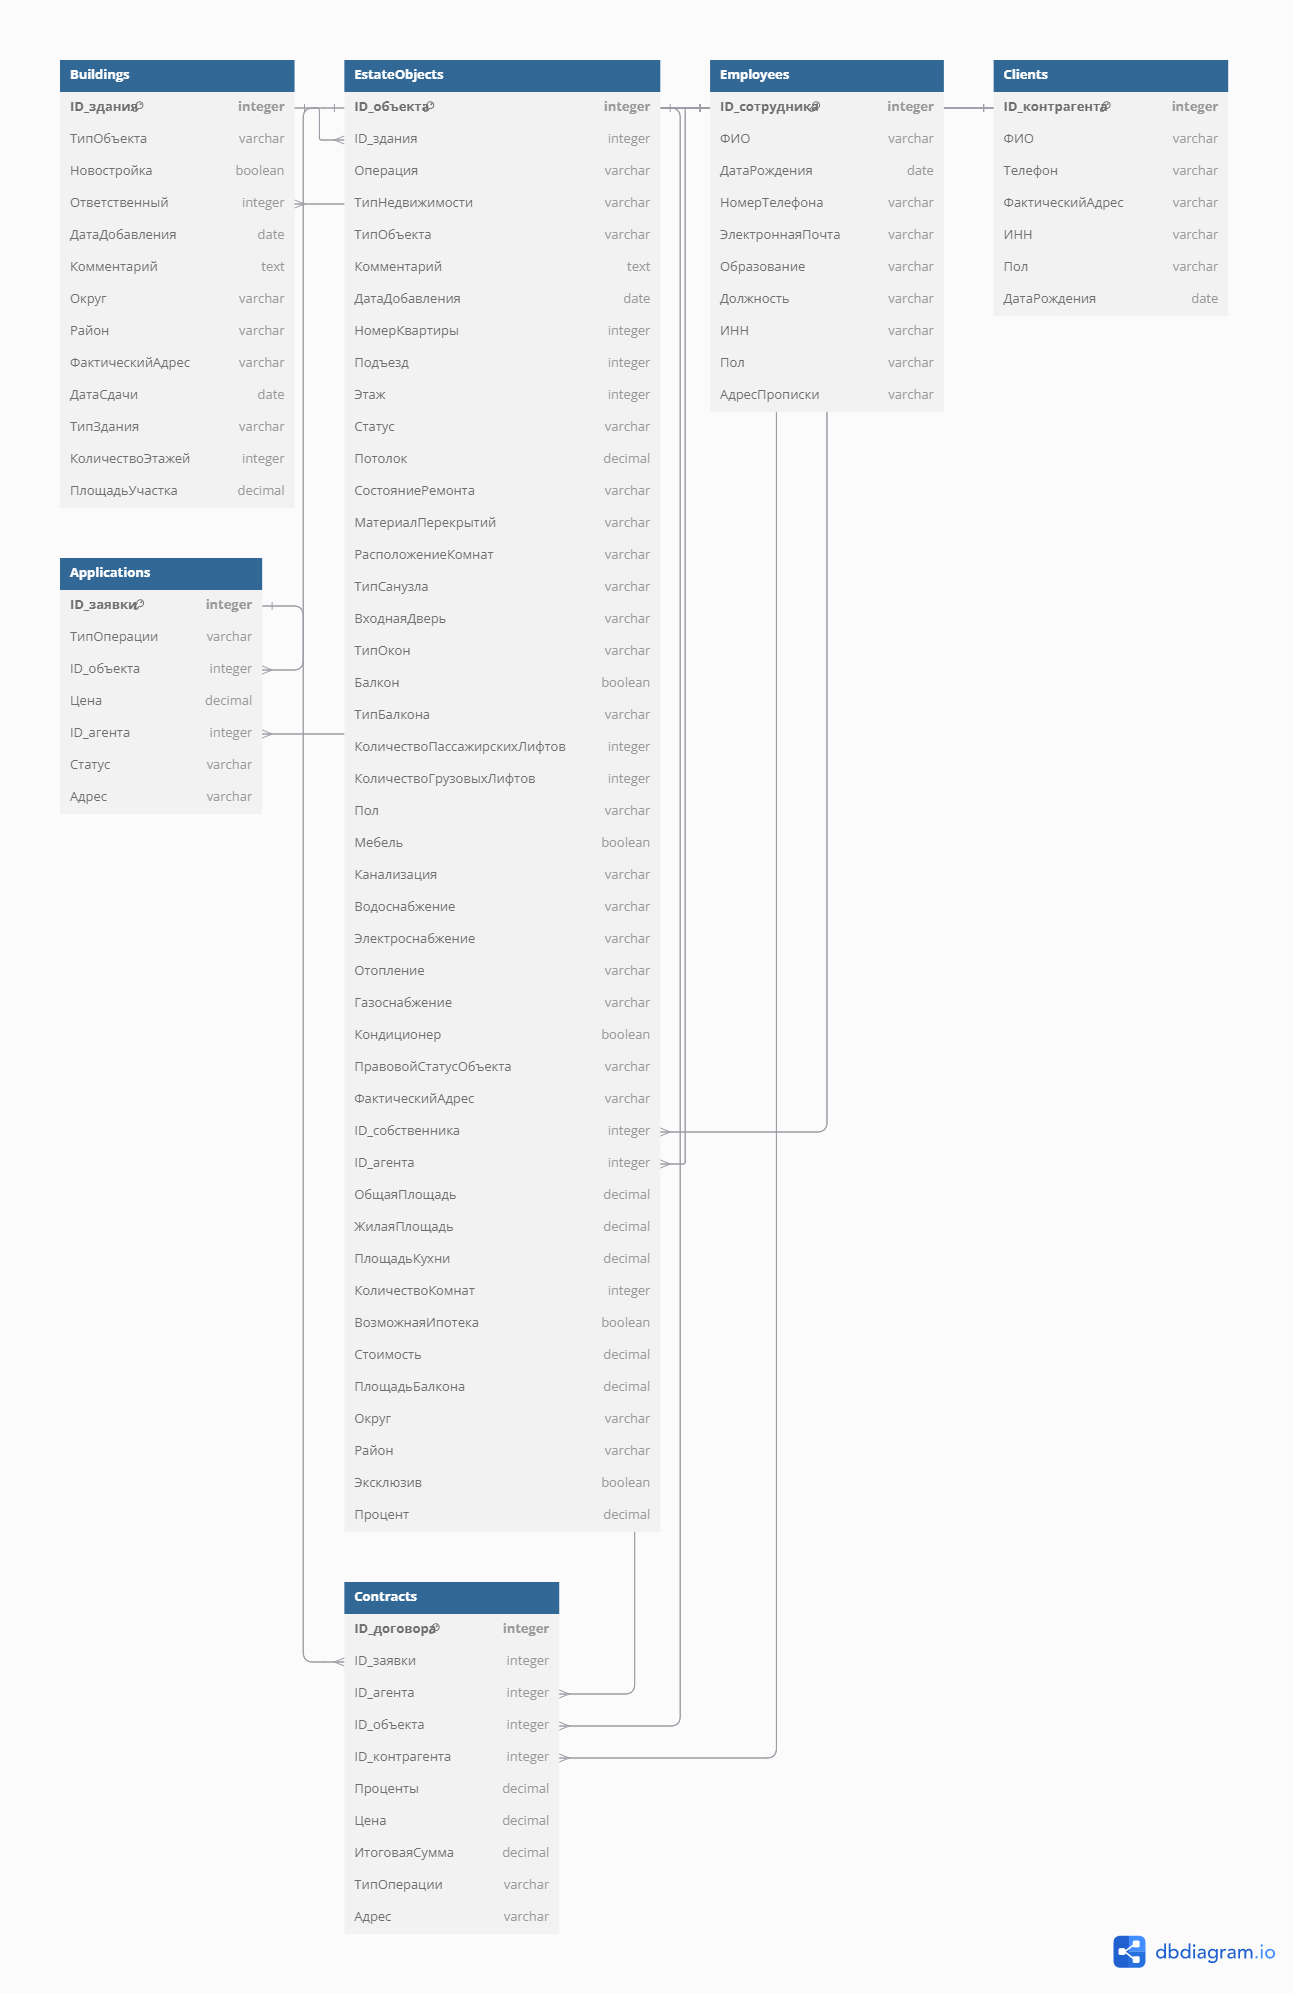 Buildings
ID_здания integer
ТипОбъекта varchar
Новостройка boolean
Ответственный integer
ДатаДобавления date
Комментарий text
Округ varchar
Район varchar
ФактическийАдрес varchar
ДатаСдачи date
ТипЗдания varchar
КоличествоЭтажей integer
ПлощадьУчастка decimal
Applications
ID_заявки integer
ТипОперации varchar
ID_объекта integer
Цена decimal
ID_агента integer
Статус varchar
Адрес varchar
EstateObjects
ID_объекта integer
ID_здания integer
Операция varchar
ТипНедвижимости varchar
ТипОбъекта varchar
Комментарий text
ДатаДобавления date
НомерКвартиры integer
Подъезд integer
Этаж integer
Статус varchar
Потолок decimal
СостояниеРемонта varchar
МатериалПерекрытий varchar
РасположениеКомнат varchar
ТипСанузла varchar
ВходнаяДверь varchar
ТипОкон varchar
Балкон boolean
ТипБалкона varchar
КоличествоПассажирскихЛифтов integer
КоличествоГрузовыхЛифтов integer
Пол varchar
Мебель boolean
Канализация varchar
Водоснабжение varchar
Электроснабжение varchar
Отопление varchar
Газоснабжение varchar
Кондиционер boolean
ПравовойСтатусОбъекта varchar
ФактическийАдрес varchar
ID_собственника integer
ID_агента integer
ОбщаяПлощадь decimal
ЖилаяПлощадь decimal
ПлощадьКухни decimal
КоличествоКомнат integer
ВозможнаяИпотека boolean
Стоимость decimal
ПлощадьБалкона decimal
Округ varchar
Район varchar
Эксклюзив boolean
Процент decimal
Contracts
ID_договора integer
ID_заявки integer
ID_агента integer
ID_объекта integer
ID_контрагента integer
Проценты decimal
Цена decimal
ИтоговаяСумма decimal
ТипОперации varchar
Адрес varchar
Employees
ID_сотрудника integer
ФИО varchar
ДатаРождения date
НомерТелефона varchar
ЭлектроннаяПочта varchar
Образование varchar
Должность varchar
ИНН varchar
Пол varchar
АдресПрописки varchar
Clients
ID_контрагента integer
ФИО varchar
Телефон varchar
ФактическийАдрес varchar
ИНН varchar
Пол varchar
ДатаРождения date
dbdiagram.io